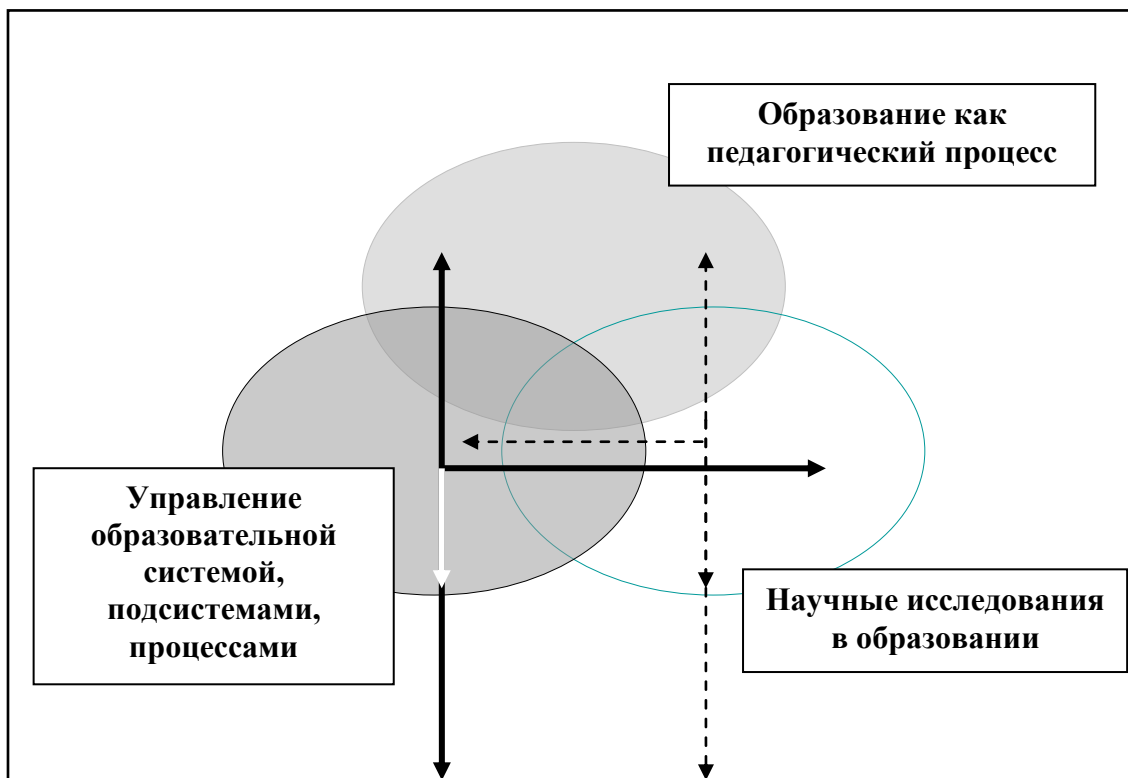 Образование как
педагогический процесс
Управление
образовательной
системой,
подсистемами,
процессами
Научные исследования
в образовании